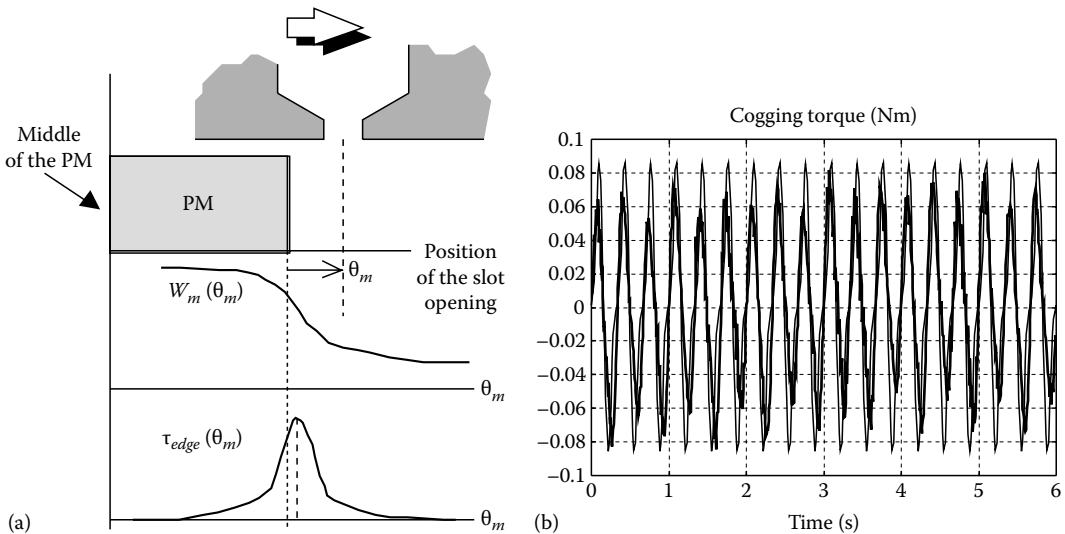 Middle
of the PM
PM
Position
of the slot
opening
θm
Wm (θm)
θm
τedge (θm)
θm
(a)
Cogging torque (Nm)
0.1
0.08
0.06
0.04
0.02
0
−0.02
−0.04
−0.06
−0.08
−0.1
0 1 2 3 4 5 6
Time (s)
(b)